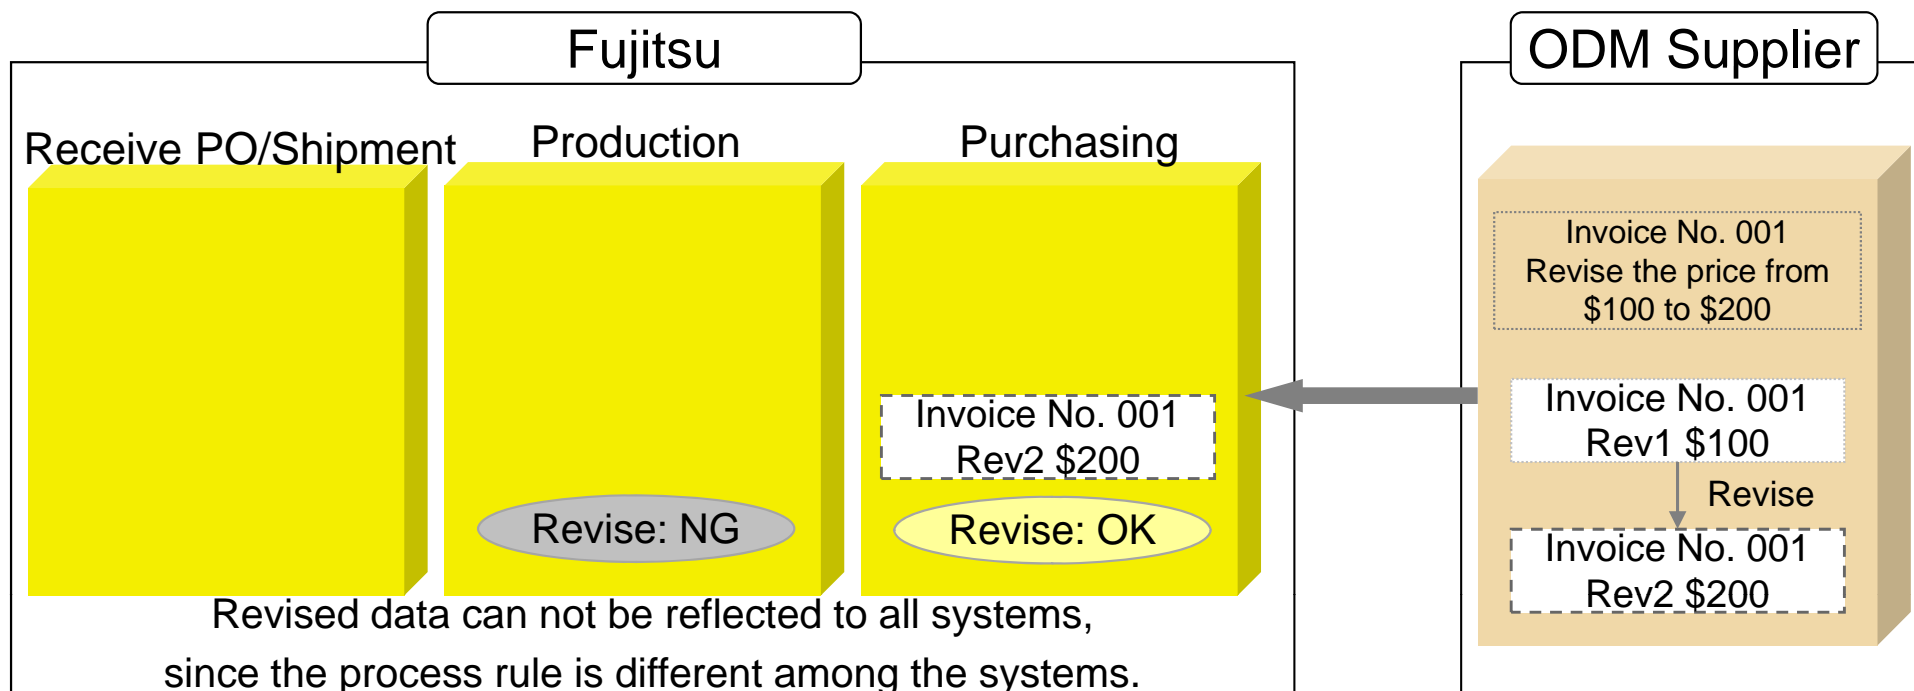 Fujitsu
ODM Supplier
Receive PO/Shipment
Production
Purchasing
Invoice No. 001
Revise the price from
$100 to $200
Invoice No. 001
Rev2 $200
Invoice No. 001
Rev1 $100
Revise
Revise: NG
Revise: OK
Invoice No. 001
Rev2 $200
Revised data can not be reflected to all systems,
since the process rule is different among the systems.